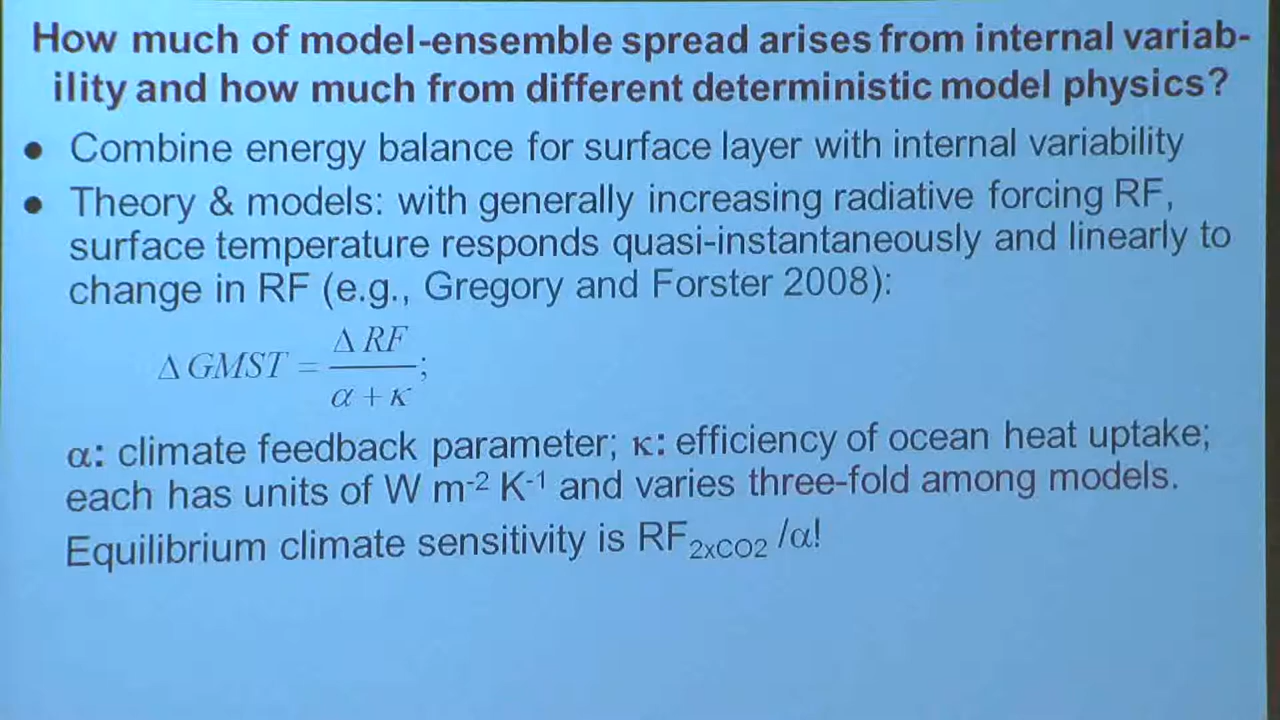 How much of model-ensemble spread arises from internal variab-
ility and how much from different deterministic model physics?
● Combine energy balance for surface layer with internal variability
● Theory & models: with generally increasing radiative forcing RF,
surface temperature responds quasi-instantaneously and linearly to
change in RF (e.g., Gregory and Forster 2008):
Δ GMST = Δ RF / α + κ ;
α: climate feedback parameter; κ: efficiency of ocean heat uptake;
each has units of W m⁻² K⁻¹ and varies three-fold among models.
Equilibrium climate sensitivity is RF₂ₓCO₂ /α!